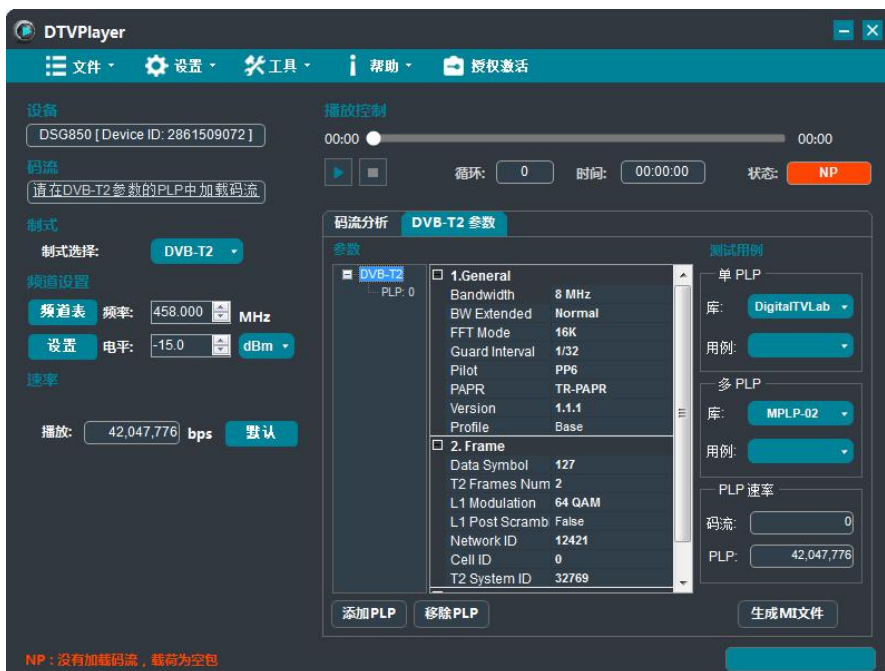 DTVPlayer
文件 设置 工具 帮助 授权激活
设备
DSG850 [ Device ID: 2861509072 ]
码流
请在DVB-T2参数的PLP中加载码流
制式
制式选择: DVB-T2
频道设置
频道表 频率: 458.000 MHz
设置 电平: -15.0 dBm
速率
播放: 42,047,776 bps 默认
播放控制
00:00 00:00
循环: 0 时间: 00:00:00 状态: NP
码流分析 DVB-T2 参数
参数
DVB-T2
PLP: 0
1.General
Bandwidth 8 MHz
BW Extended Normal
FFT Mode 16K
Guard Interval 1/32
Pilot PP6
PAPR TR-PAPR
Version 1.1.1
Profile Base
2. Frame
Data Symbol 127
T2 Frames Num 2
L1 Modulation 64 QAM
L1 Post Scramb False
Network ID 12421
Cell ID 0
T2 System ID 32769
添加PLP 移除PLP
测试用例
单 PLP
库: DigitalTVLab
用例:
多 PLP
库: MPLP-02
用例:
PLP 速率
码流: 0
PLP: 42,047,776
生成MI文件
NP : 没有加载码流，载荷为空包